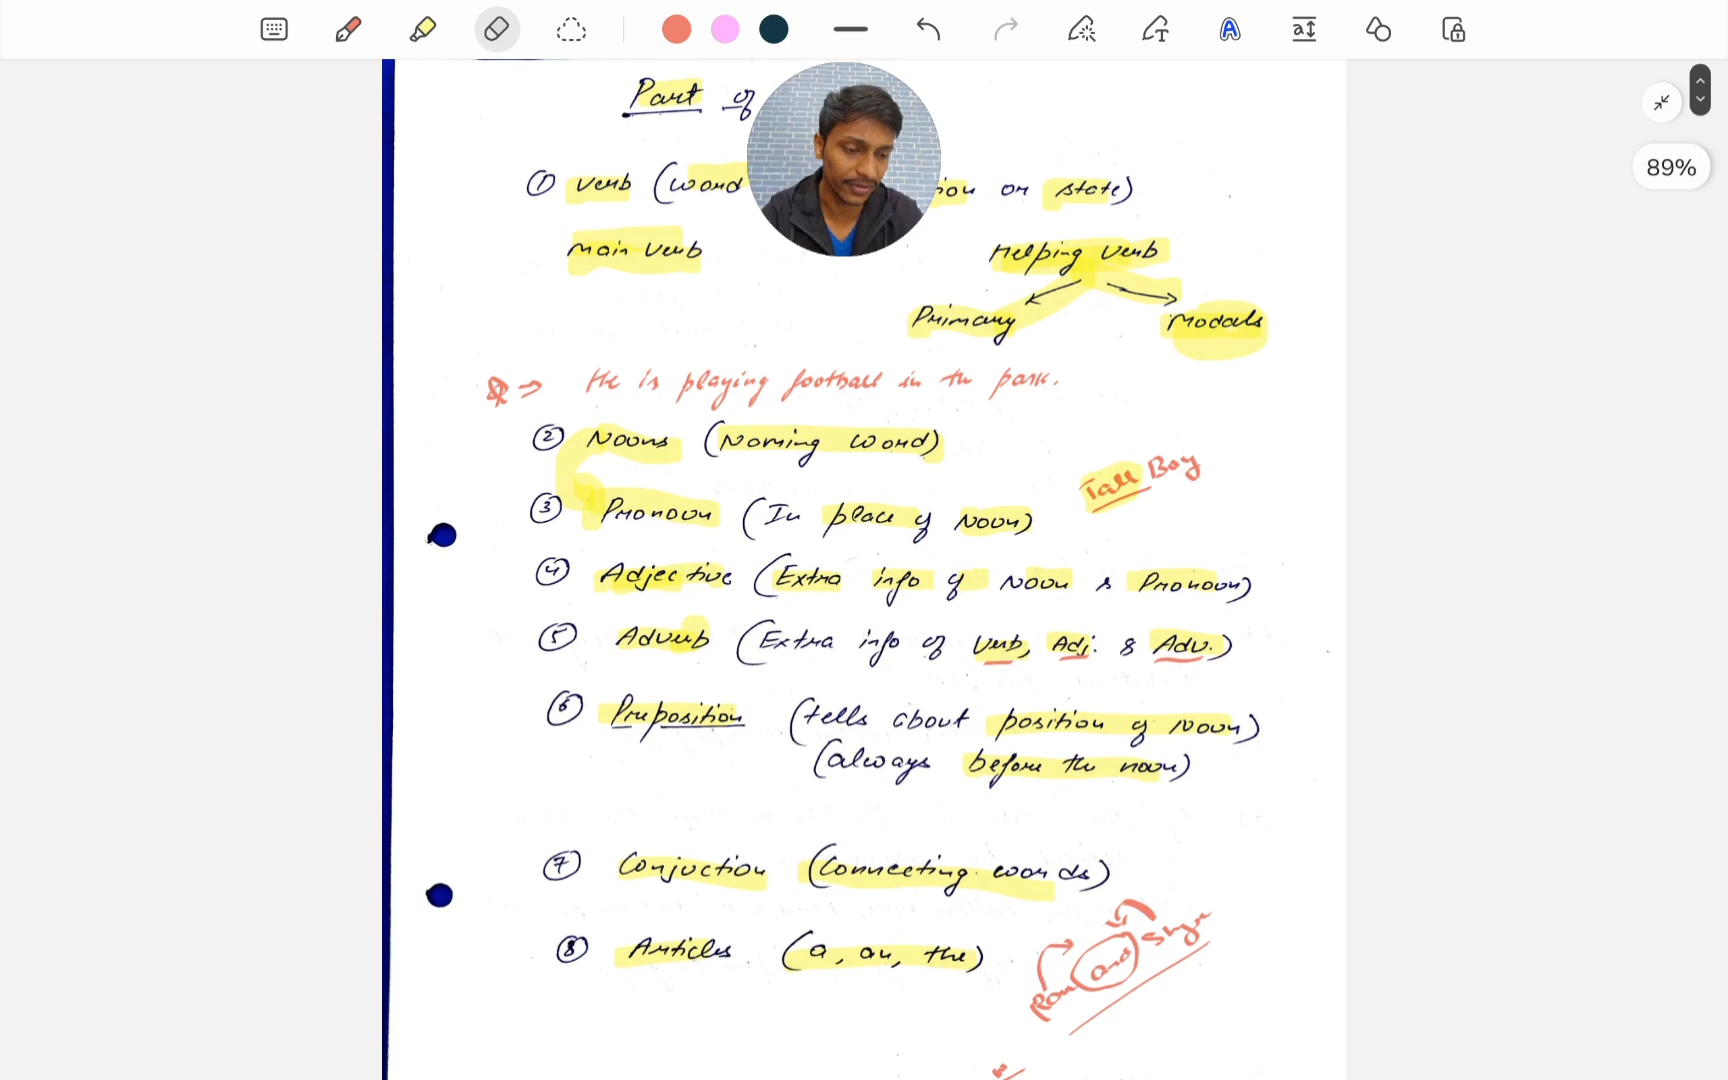 89%
Part of
① Verb (word ion or state)
Main Verb Helping Verb
Primary Modals
Q ⇒ He is playing football in the park.
② Nouns (Naming word)
Tall Boy
③ Pronoun (In place of Noun)
④ Adjective (Extra info of Noun & Pronoun)
⑤ Adverb (Extra info of Verb, Adj. & Adv.)
⑥ Preposition (tells about position of Noun)
(always before the noun)
⑦ Conjuction (Connecting words)
⑧ Articles (a, an, the)
Ram and Shyr